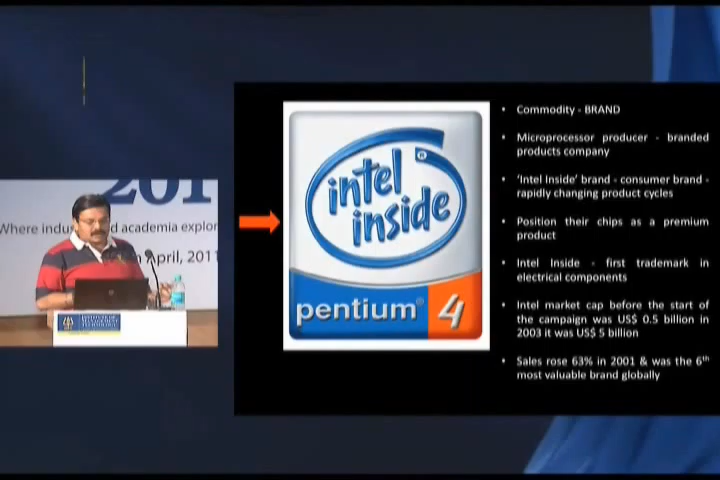 201
Where indus d academia explor
April, 2011
intel
inside
®
pentium® 4
• Commodity - BRAND
• Microprocessor producer - branded
products company
• ‘Intel Inside’ brand - consumer brand -
rapidly changing product cycles
• Position their chips as a premium
product
• Intel Inside - first trademark in
electrical components
• Intel market cap before the start of
the campaign was US$ 0.5 billion in
2003 it was US$ 5 billion
• Sales rose 63% in 2001 & was the 6th
most valuable brand globally